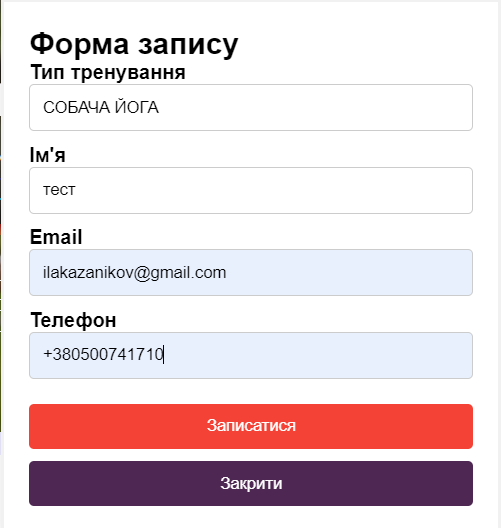 Форма запису
Тип тренування
СОБАЧА ЙОГА
Ім'я
тест
Email
ilakazanikov@gmail.com
Телефон
+380500741710
Записатися
Закрити